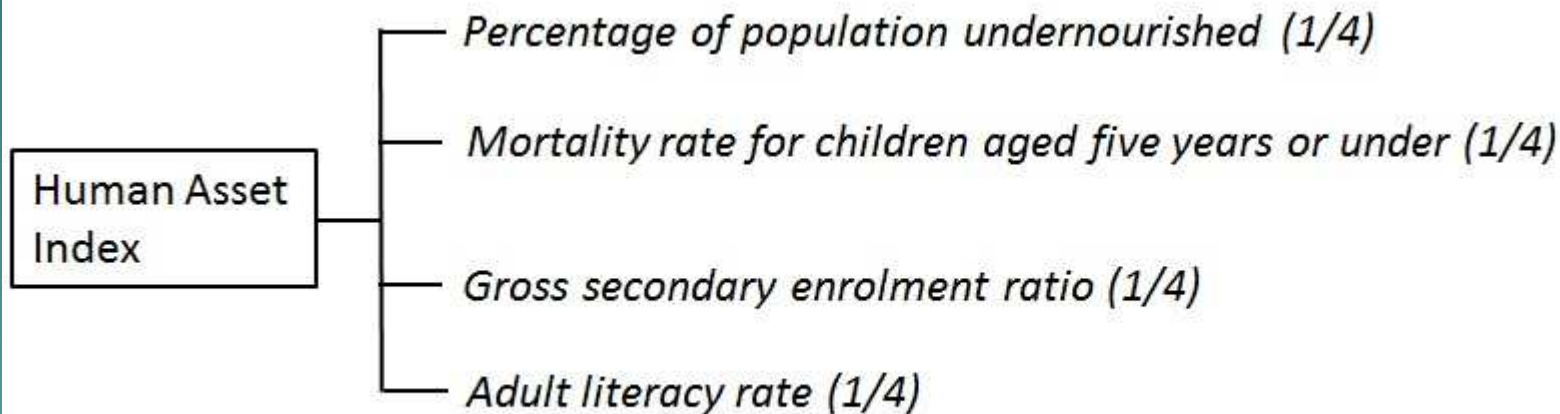 Percentage of population undernourished (1/4)
Mortality rate for children aged five years or under (1/4)
Human Asset
Index
Gross secondary enrolment ratio (1/4)
Adult literacy rate (1/4)